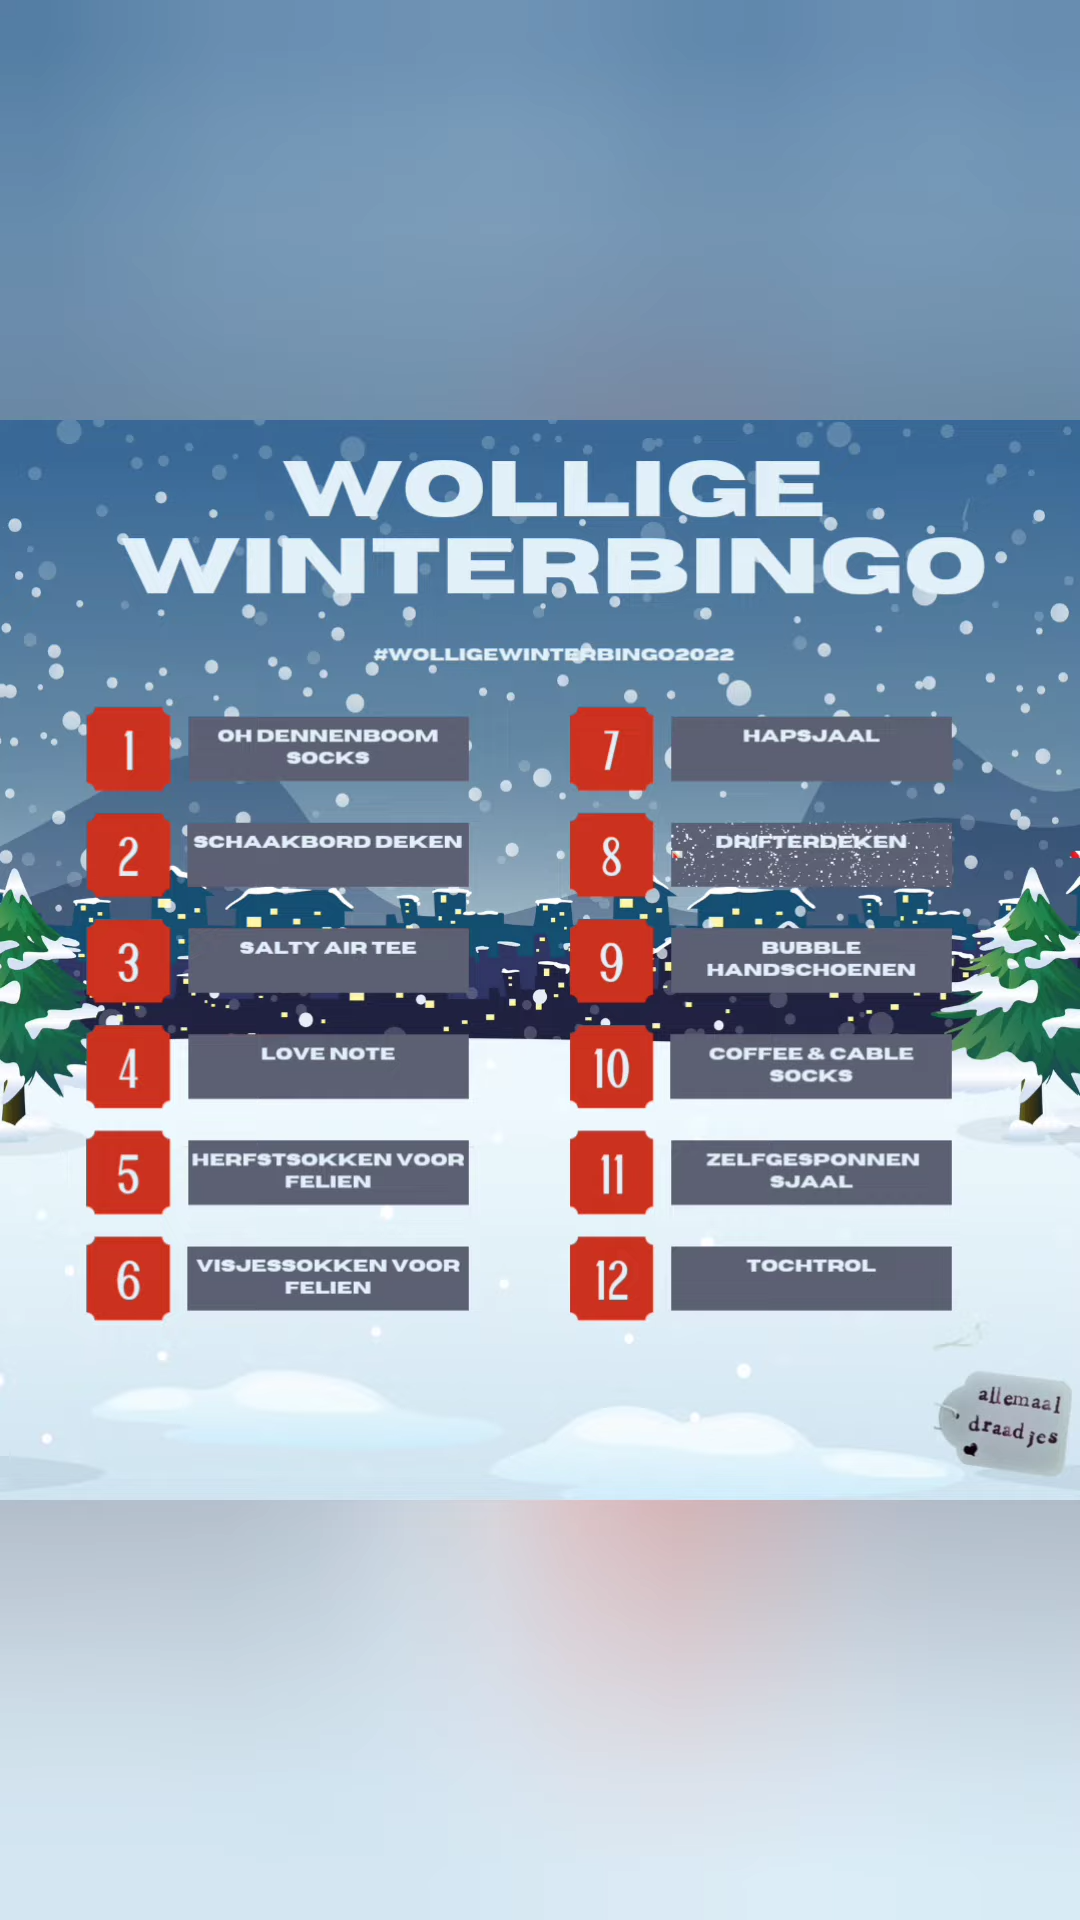 WOLLIGE
WINTERBINGO
#WOLLIGEWINTERBINGO2022
1
OH DENNENBOOM
SOCKS
2
SCHAAKBORD DEKEN
3
SALTY AIR TEE
4
LOVE NOTE
5
HERFSTSOKKEN VOOR
FELIEN
6
VISJESSOKKEN VOOR
FELIEN
7
HAPSJAAL
8
DRIFTERDEKEN
9
BUBBLE
HANDSCHOENEN
10
COFFEE & CABLE
SOCKS
11
ZELFGESPONNEN
SJAAL
12
TOCHTROL
allemaal
draadjes